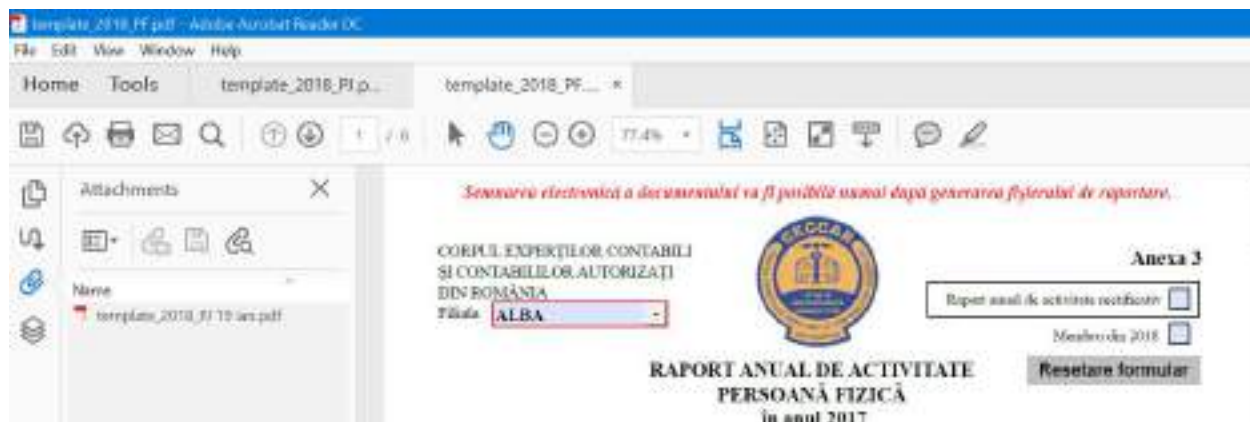 template_2018_PF.pdf - Adobe Acrobat Reader DC
File Edit View Window Help
Home Tools template_2018_PJ.p... template_2018_PF.... ×
1 / 6 77.4%
Attachments
Semnarea electronică a documentului va fi posibilă numai după generarea fișierului de raportare.
CECCAR
CORPUL EXPERȚILOR CONTABILI
ȘI CONTABILILOR AUTORIZAȚI
DIN ROMÂNIA
Filiala ALBA
Anexa 3
Raport anual de activitate rectificativ
Membru din 2018
Name
Resetare formular
RAPORT ANUAL DE ACTIVITATE
PERSOANĂ FIZICĂ
în anul 2017